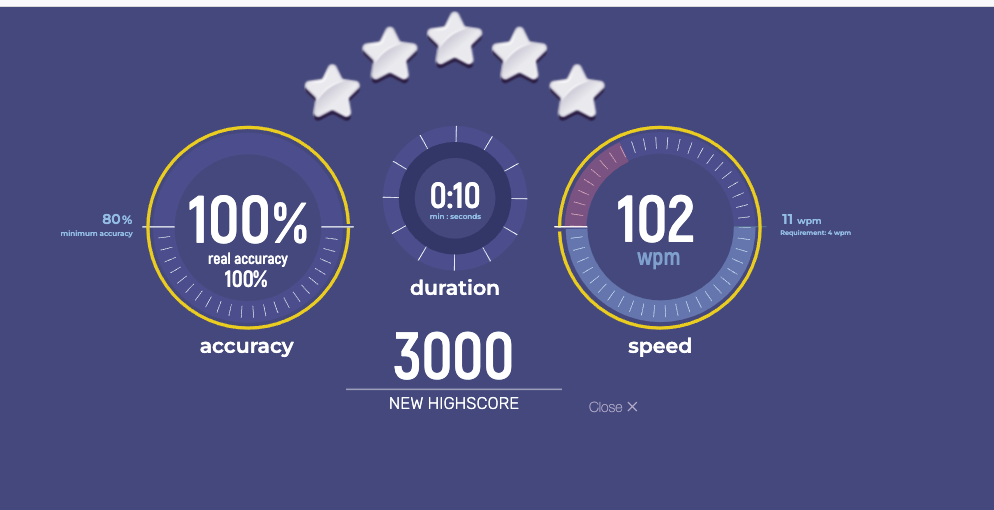 80%
minimum accuracy
100%
real accuracy
100%
accuracy
0:10
min : seconds
duration
102
wpm
speed
11 wpm
Requirement: 4 wpm
3000
NEW HIGHSCORE
Close ×